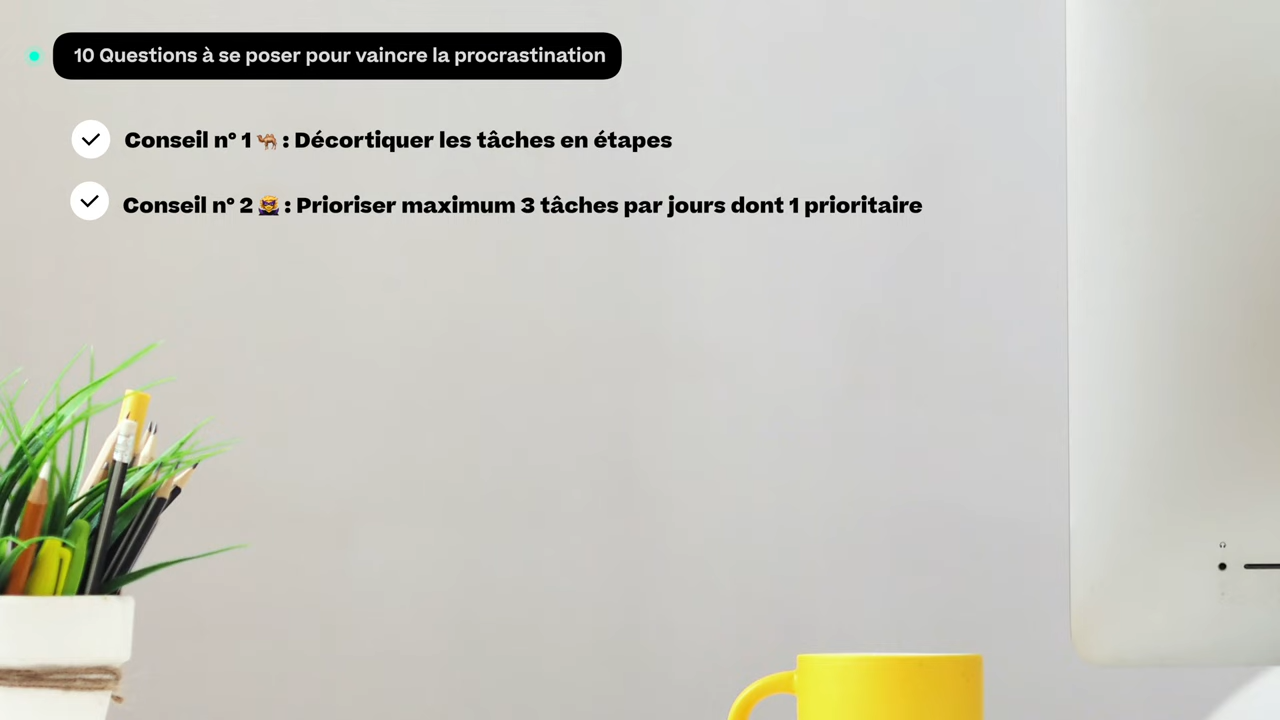 10 Questions à se poser pour vaincre la procrastination
Conseil n° 1 🐫 : Décortiquer les tâches en étapes
Conseil n° 2 🦹 : Prioriser maximum 3 tâches par jours dont 1 prioritaire